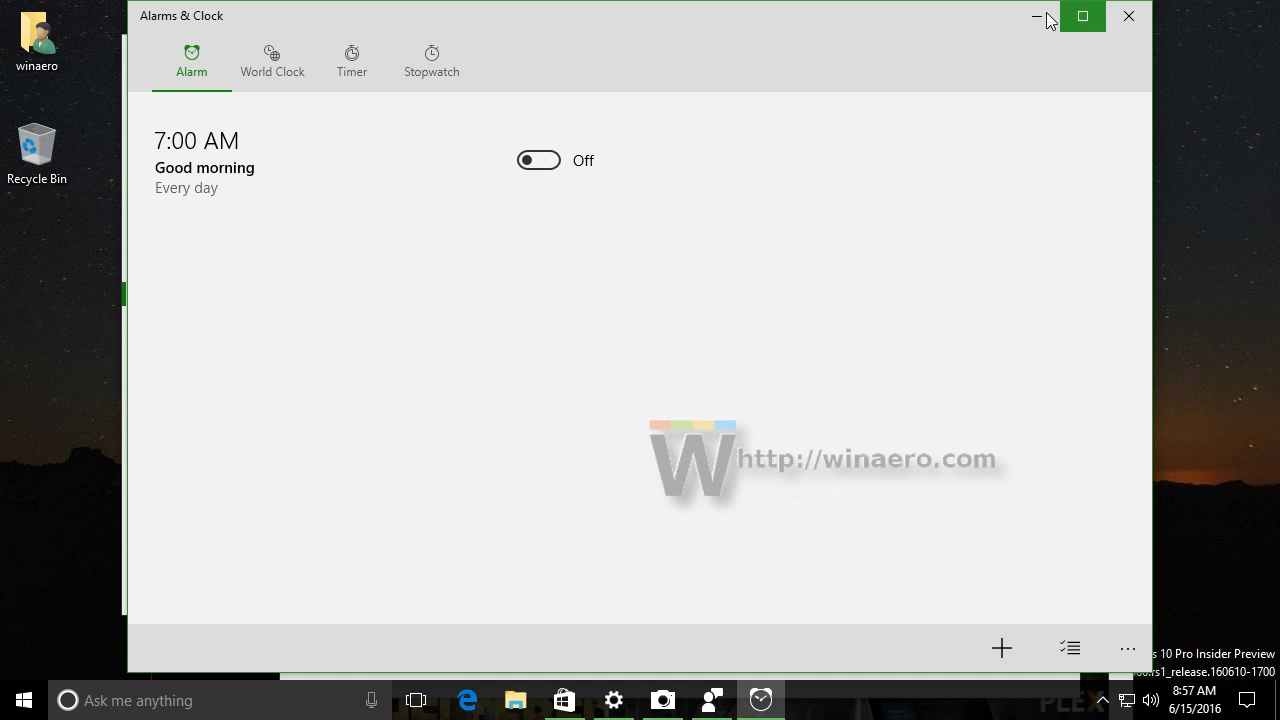 Alarms & Clock
winaero
Recycle Bin
Alarm
World Clock
Timer
Stopwatch
7:00 AM
Good morning
Every day
Off
W http://winaero.com
s 10 Pro Insider Preview
rs1_release.160610-1700
Ask me anything
PLEX
8:57 AM
6/15/2016